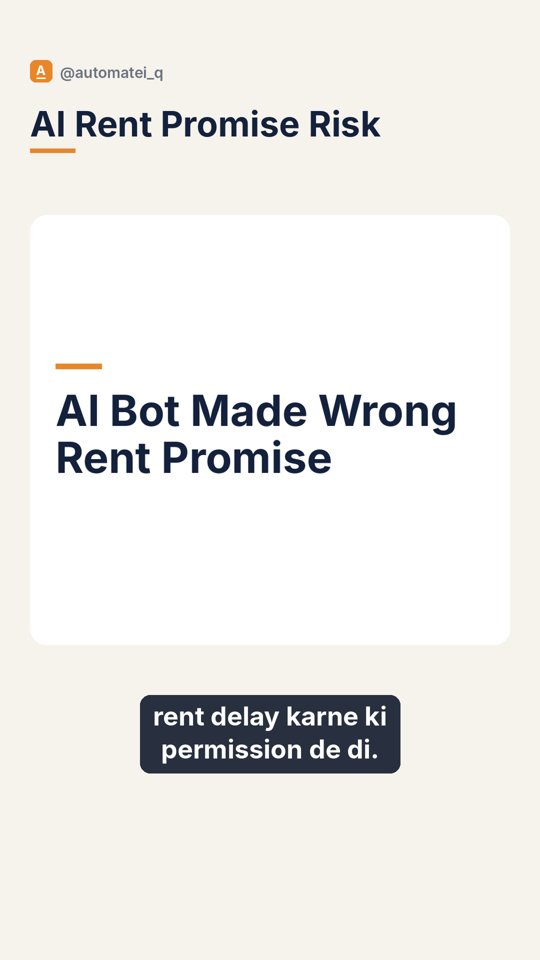 A
@automatei_q
AI Rent Promise Risk
AI Bot Made Wrong
Rent Promise
rent delay karne ki
permission de di.